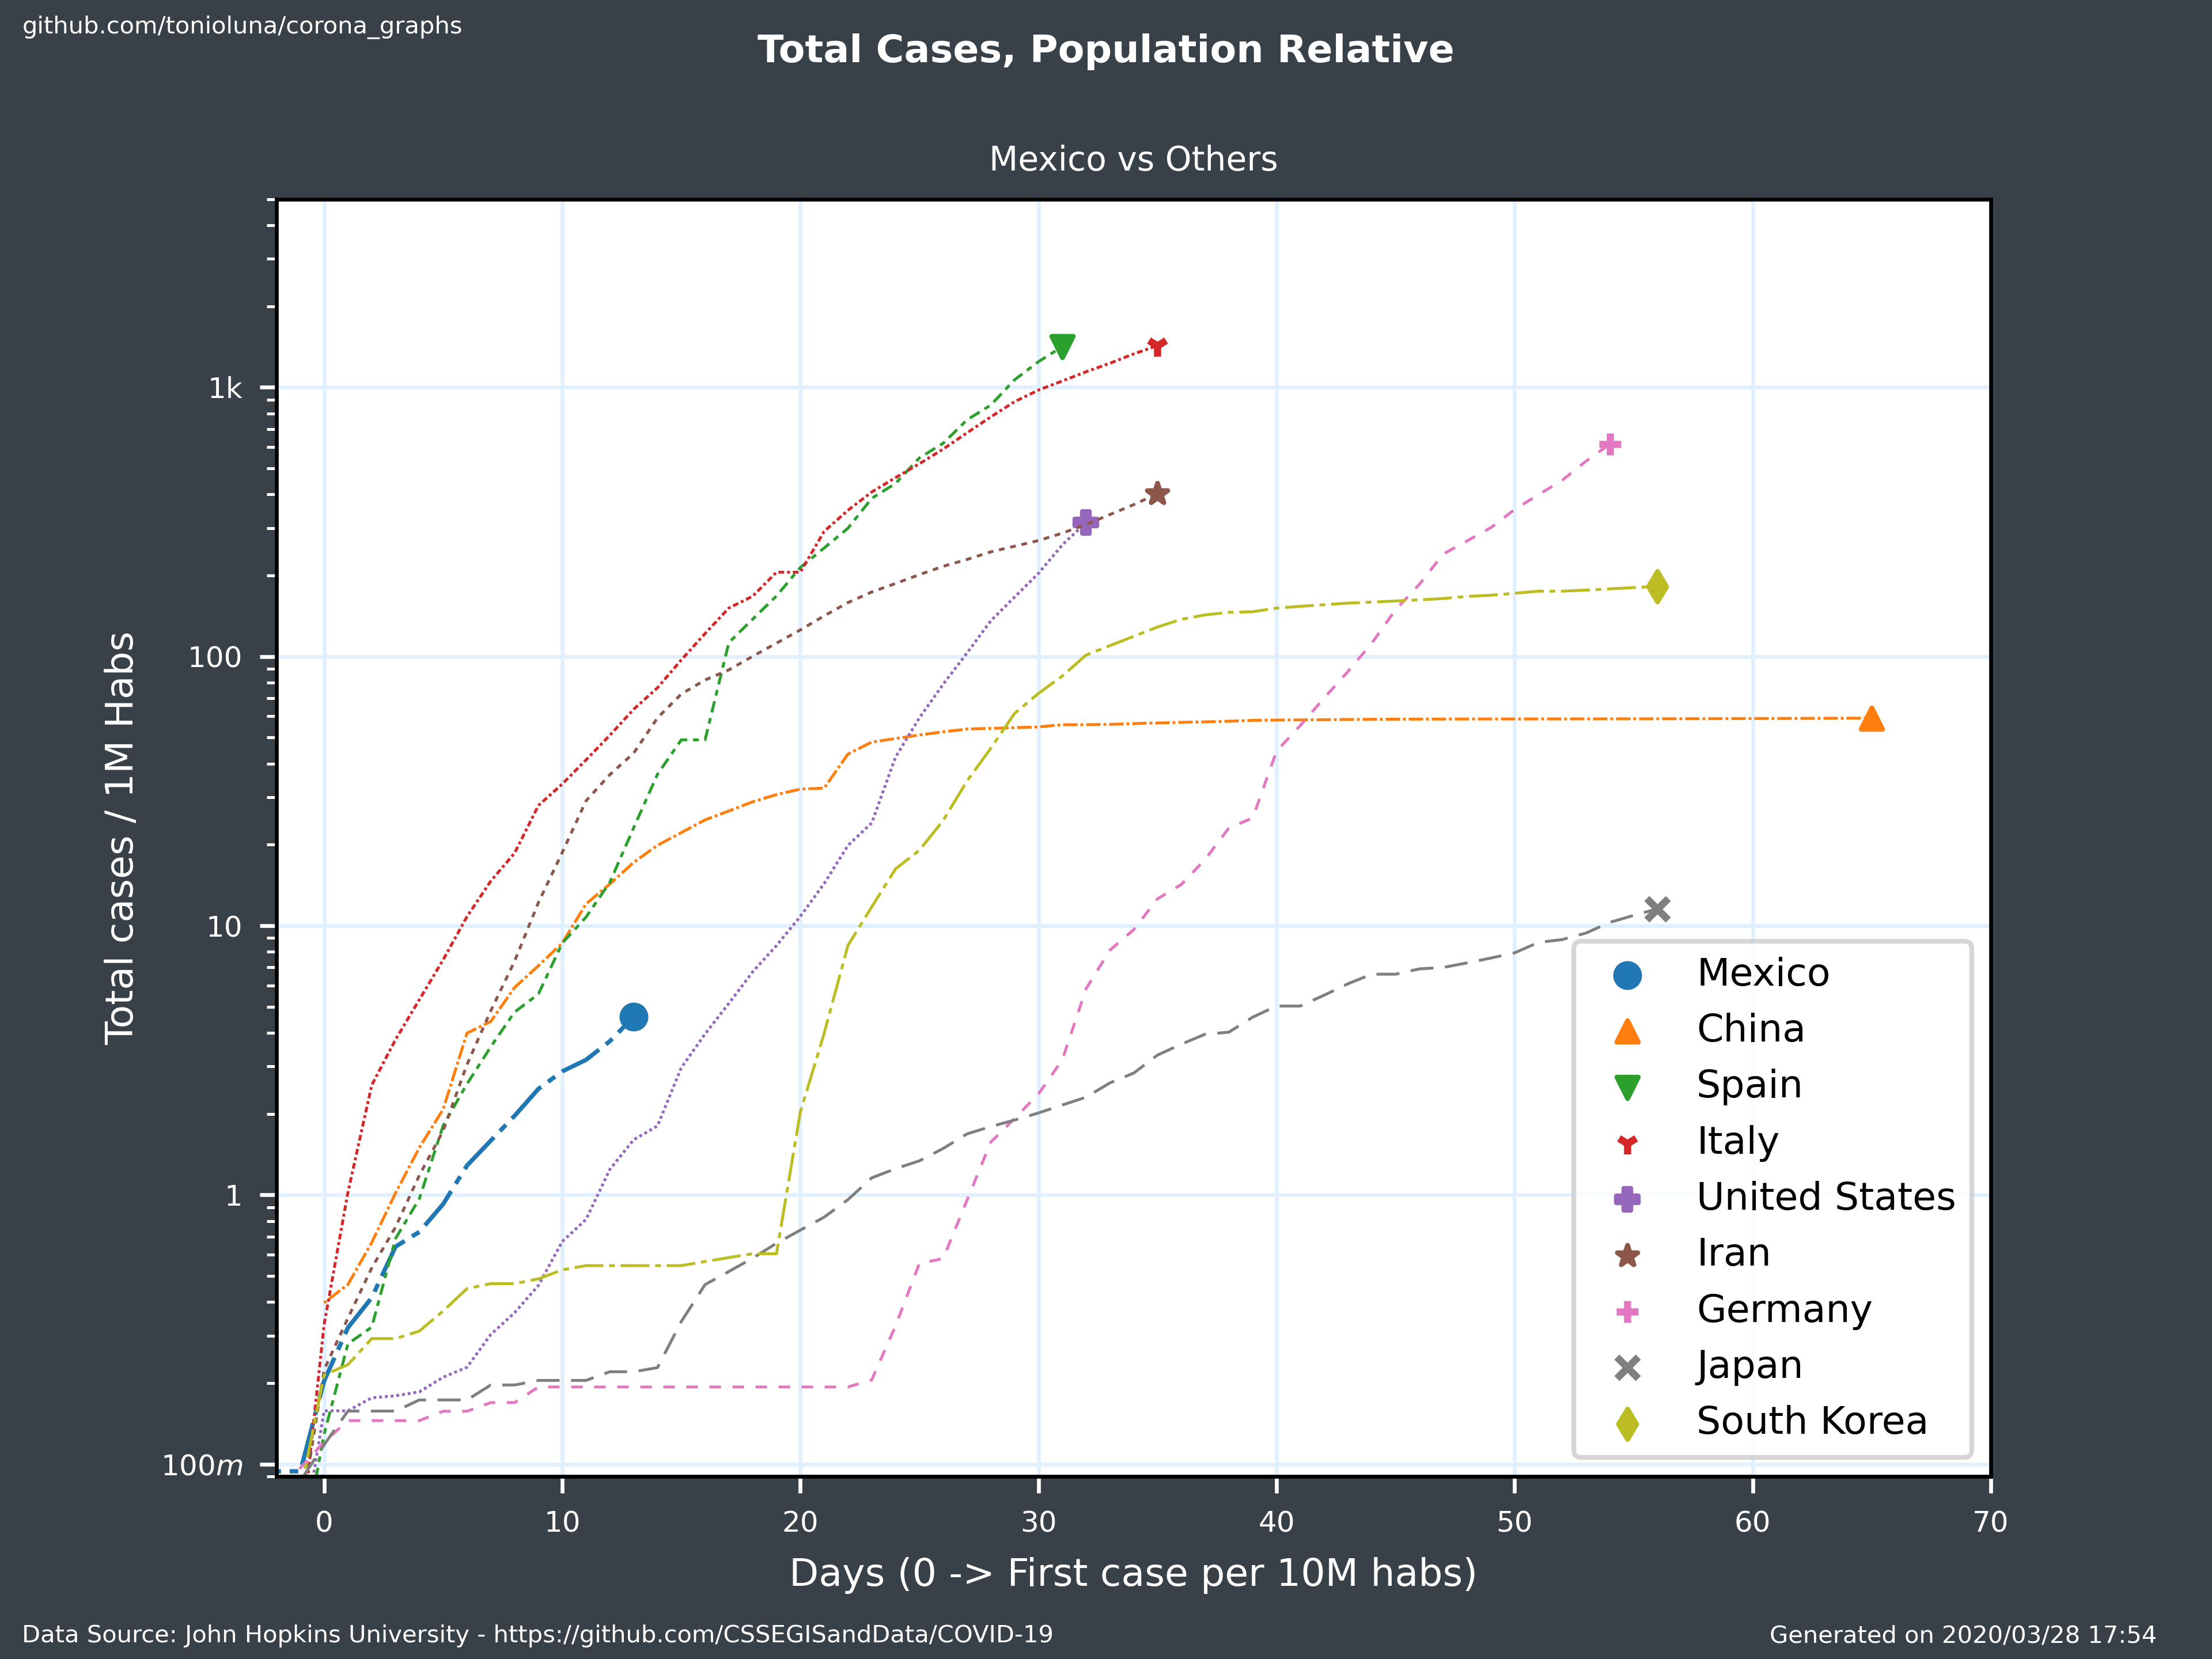 github.com/tonioluna/corona_graphs
Total Cases, Population Relative
Mexico vs Others
Total cases / 1M Habs
1k
100
10
1
100m
0 10 20 30 40 50 60 70
Days (0 -> First case per 10M habs)
Mexico
China
Spain
Italy
United States
Iran
Germany
Japan
South Korea
Data Source: John Hopkins University - https://github.com/CSSEGISandData/COVID-19
Generated on 2020/03/28 17:54